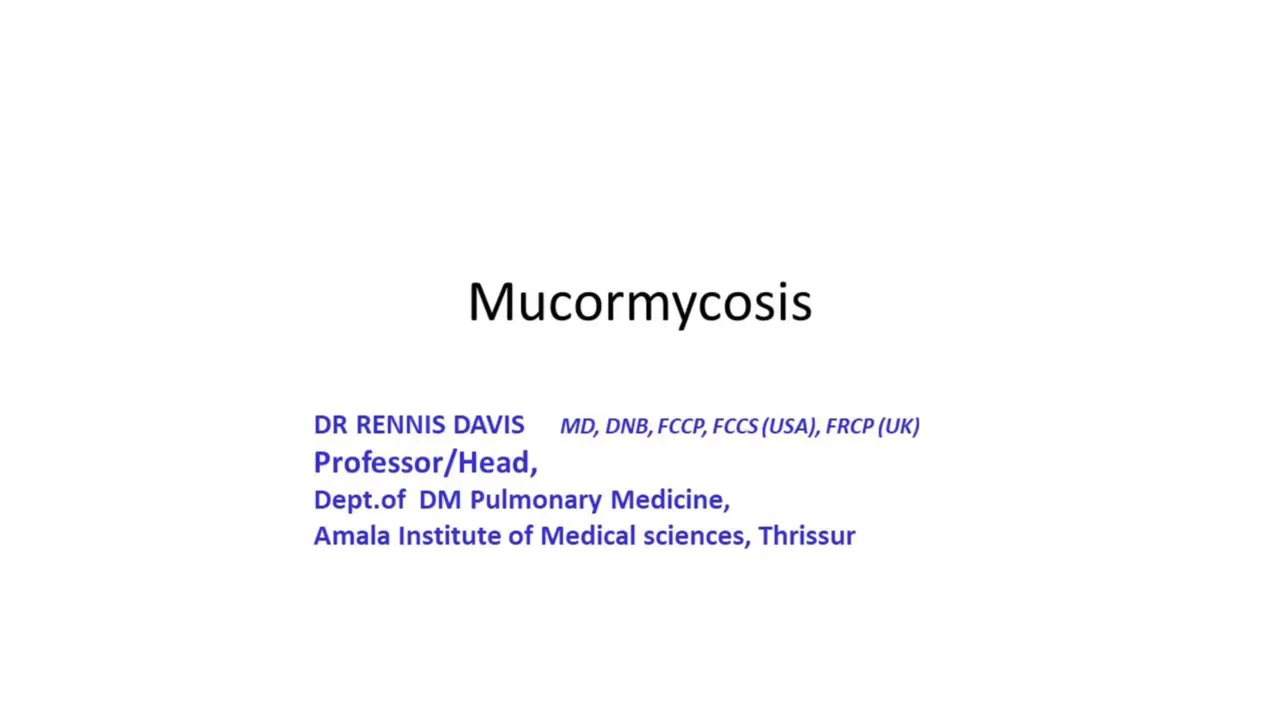 Mucormycosis
DR RENNIS DAVIS MD, DNB, FCCP, FCCS (USA), FRCP (UK)
Professor/Head,
Dept.of DM Pulmonary Medicine,
Amala Institute of Medical sciences, Thrissur